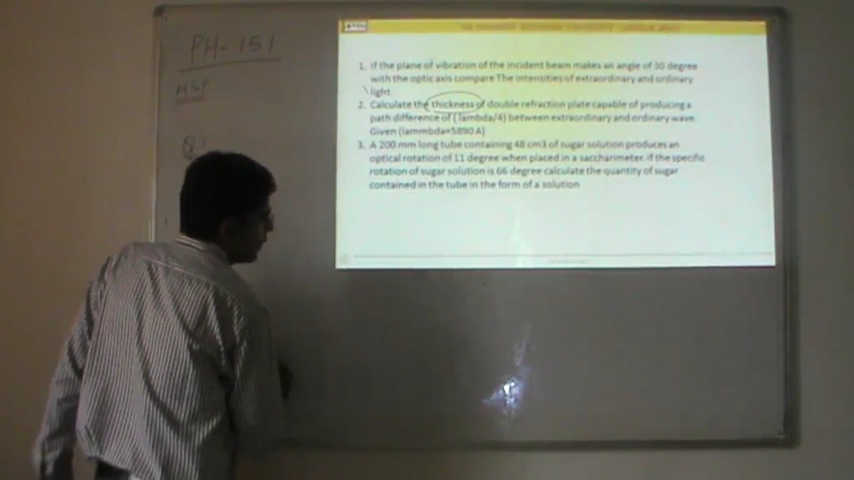 PH-151
Q1
1. If the plane of vibration of the incident beam makes an angle of 30 degree
with the optic axis compare The intensities of extraordinary and ordinary
light
2. Calculate the thickness of double refraction plate capable of producing a
path difference of ( lambda/4) between extraordinary and ordinary wave.
Given (lammbda=5890 A)
3. A 200 mm long tube containing 48 cm3 of sugar solution produces an
optical rotation of 11 degree when placed in a saccharimeter. If the specific
rotation of sugar solution is 66 degree calculate the quantity of sugar
contained in the tube in the form of a solution